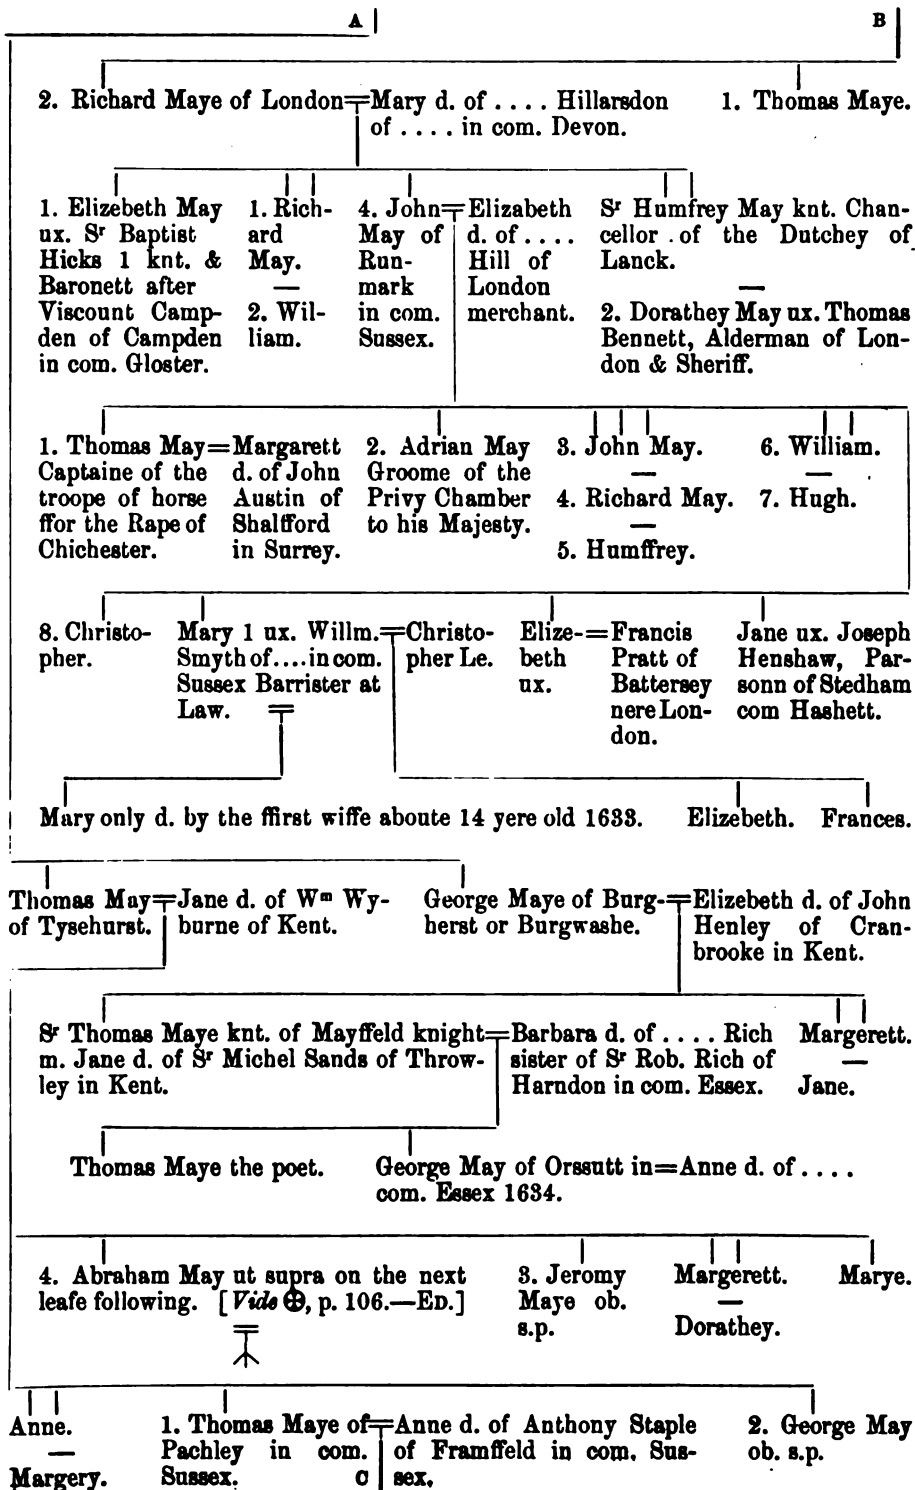 A B
2. Richard Maye of London=Mary d. of . . . . Hillarsdon
of . . . . in com. Devon.
1. Thomas Maye.
1. Elizebeth May
ux. Sʳ Baptist
Hicks 1 knt. &
Baronett after
Viscount Camp-
den of Campden
in com. Gloster.
1. Rich-
ard
May.
—
2. Wil-
liam.
4. John=Elizabeth
May of
Run-
mark
in com.
Sussex.
d. of . . . .
Hill of
London
merchant.
Sʳ Humfrey May knt. Chan-
cellor of the Dutchey of
Lanck.
—
2. Dorathey May ux. Thomas
Bennett, Alderman of Lon-
don & Sheriff.
1. Thomas May=Margarett
Captaine of the
troope of horse
ffor the Rape of
Chichester.
d. of John
Austin of
Shalfford
in Surrey.
2. Adrian May
Groome of the
Privy Chamber
to his Majesty.
3. John May.
—
4. Richard May.
—
5. Humffrey.
6. William.
—
7. Hugh.
8. Christo-
pher.
Mary 1 ux. Willm.=Christo-
Smyth of . . . . in com.
Sussex Barrister at
Law.
pher Le.
Elize-=Francis
beth
ux.
Pratt of
Battersey
nere Lon-
don.
Jane ux. Joseph
Henshaw, Par-
sonn of Stedham
com Hashett.
Mary only d. by the ffirst wiffe aboute 14 yere old 1633.
Elizebeth. Frances.
Thomas May=Jane d. of Wᵐ Wy-
of Tysehurst.
burne of Kent.
George Maye of Burg-=Elizebeth d. of John
herst or Burgwashe.
Henley of Cran-
brooke in Kent.
Sʳ Thomas Maye knt. of Mayffeld knight=Barbara d. of . . . . Rich
m. Jane d. of Sʳ Michel Sands of Throw-
ley in Kent.
sister of Sʳ Rob. Rich of
Harndon in com. Essex.
Margerett.
—
Jane.
Thomas Maye the poet.
George May of Orssutt in=Anne d. of . . . .
com. Essex 1634.
4. Abraham May ut supra on the next
leafe following. [Vide ⊕, p. 106.—ED.]
3. Jeromy
Maye ob.
s.p.
Margerett.
—
Dorathey.
Marye.
Anne.
—
Margery.
1. Thomas Maye of=Anne d. of Anthony Staple
Pachley in com.
Sussex. C
of Framffeld in com. Sus-
sex.
2. George May
ob. s.p.